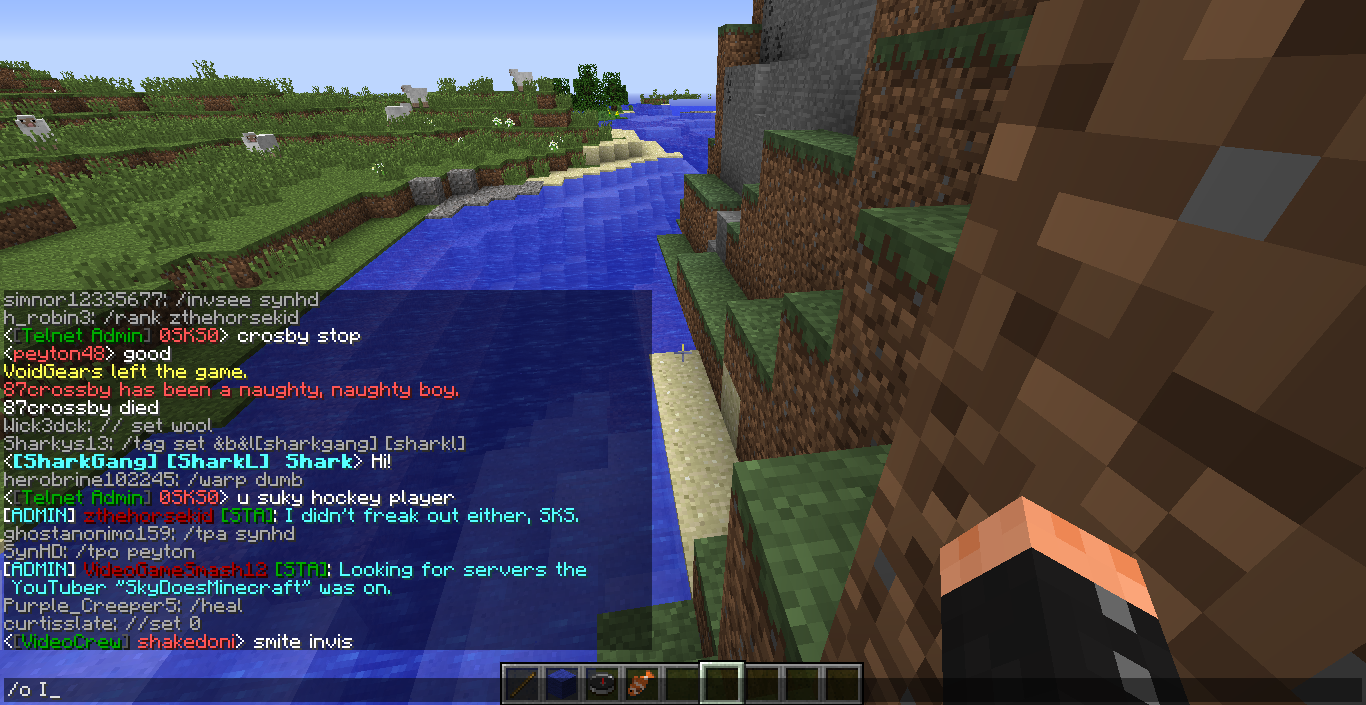 simnor12335677: /invsee synhd
h_robin3: /rank zthehorsekid
<[Telnet Admin] 0SKS0> crosby stop
<peyton48> good
VoidGears left the game.
87crossby has been a naughty, naughty boy.
87crossby died
Wick3dck: // set wool
Sharkys13: /tag set &b&l[sharkgang] [sharkl]
<[SharkGang] [SharkL] Shark> Hi!
herobrine102245: /warp dumb
<[Telnet Admin] 0SKS0> u suky hockey player
[ADMIN] zthehorsekid [STA]: I didn't freak out either, SKS.
ghostanonimo159: /tpa synhd
SynHD: /tpo peyton
[ADMIN] VideoGameSmash12 [STA]: Looking for servers the
YouTuber "SkyDoesMinecraft" was on.
Purple_Creeper5: /heal
curtisslate: //set 0
<[VideoCrew] shakedoni> smite invis
/o I_